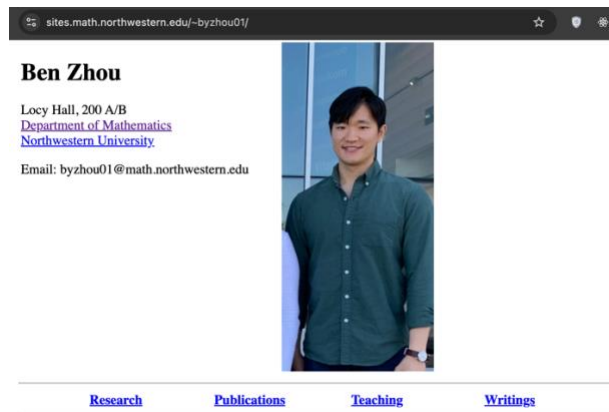 sites.math.northwestern.edu/~byzhou01/
Ben Zhou
Locy Hall, 200 A/B
Department of Mathematics
Northwestern University
Email: byzhou01@math.northwestern.edu
Research Publications Teaching Writings